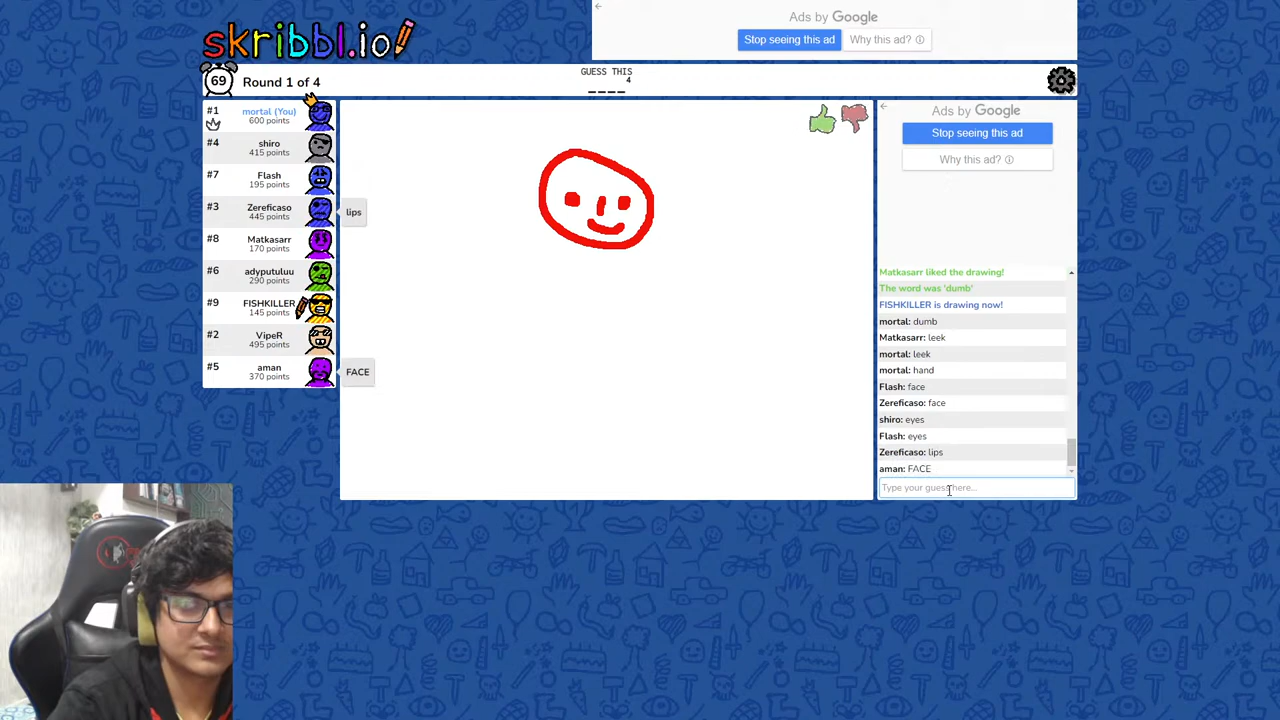 Ads by Google
Stop seeing this ad
Why this ad?
skribbl.io
69
Round 1 of 4
GUESS THIS
4
____
#1
mortal (You)
600 points
#4
shiro
415 points
#7
Flash
195 points
#3
Zereficaso
445 points
lips
#8
Matkasarr
170 points
#6
adyputuluu
290 points
#9
FISHKILLER
145 points
#2
VipeR
495 points
#5
aman
370 points
FACE
Ads by Google
Stop seeing this ad
Why this ad?
Matkasarr liked the drawing!
The word was 'dumb'
FISHKILLER is drawing now!
mortal: dumb
Matkasarr: leek
mortal: leek
mortal: hand
Flash: face
Zereficaso: face
shiro: eyes
Flash: eyes
Zereficaso: lips
aman: FACE
Type your guess here...